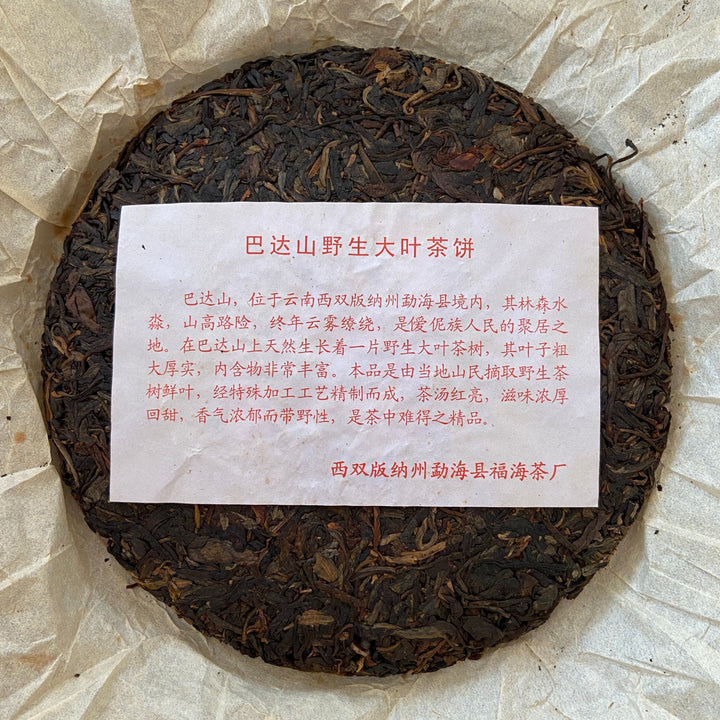 巴达山野生大叶茶饼
巴达山，位于云南西双版纳州勐海县境内，其林森水
淼，山高路险，终年云雾缭绕，是僾伲族人民的聚居之
地。在巴达山上天然生长着一片野生大叶茶树，其叶子粗
大厚实，内含物非常丰富。本品是由当地山民摘取野生茶
树鲜叶，经特殊加工工艺精制而成，茶汤红亮，滋味浓厚
回甜，香气浓郁而带野性，是茶中难得之精品。
西双版纳州勐海县福海茶厂